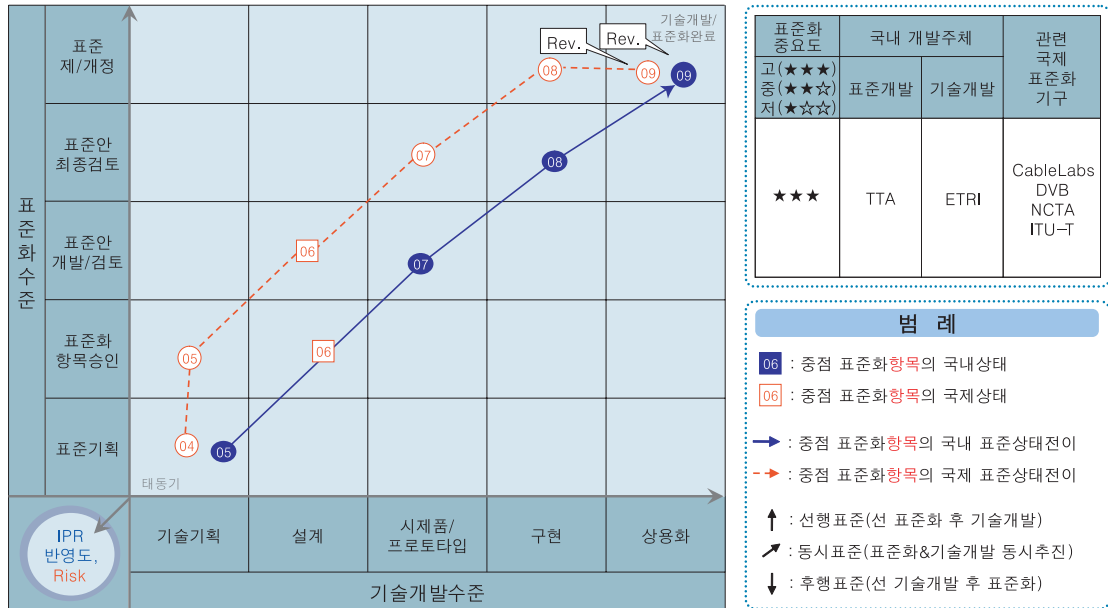 표준화수준
표준
제/개정
표준안
최종검토
표준안
개발/검토
표준화
항목승인
표준기획
기술개발/
표준화완료
Rev.
Rev.
08
09
09
07
08
06
07
05
06
04
05
태동기
IPR
반영도,
Risk
기술기획
설계
시제품/
프로토타입
구현
상용화
기술개발수준
표준화
중요도
고(★★★)
중(★★☆)
저(★☆☆)
국내 개발주체
표준개발
기술개발
관련
국제
표준화
기구
★★★
TTA
ETRI
CableLabs
DVB
NCTA
ITU-T
범 례
06 : 중점 표준화항목의 국내상태
06 : 중점 표준화항목의 국제상태
: 중점 표준화항목의 국내 표준상태전이
: 중점 표준화항목의 국제 표준상태전이
: 선행표준(선 표준화 후 기술개발)
: 동시표준(표준화&기술개발 동시추진)
: 후행표준(선 기술개발 후 표준화)